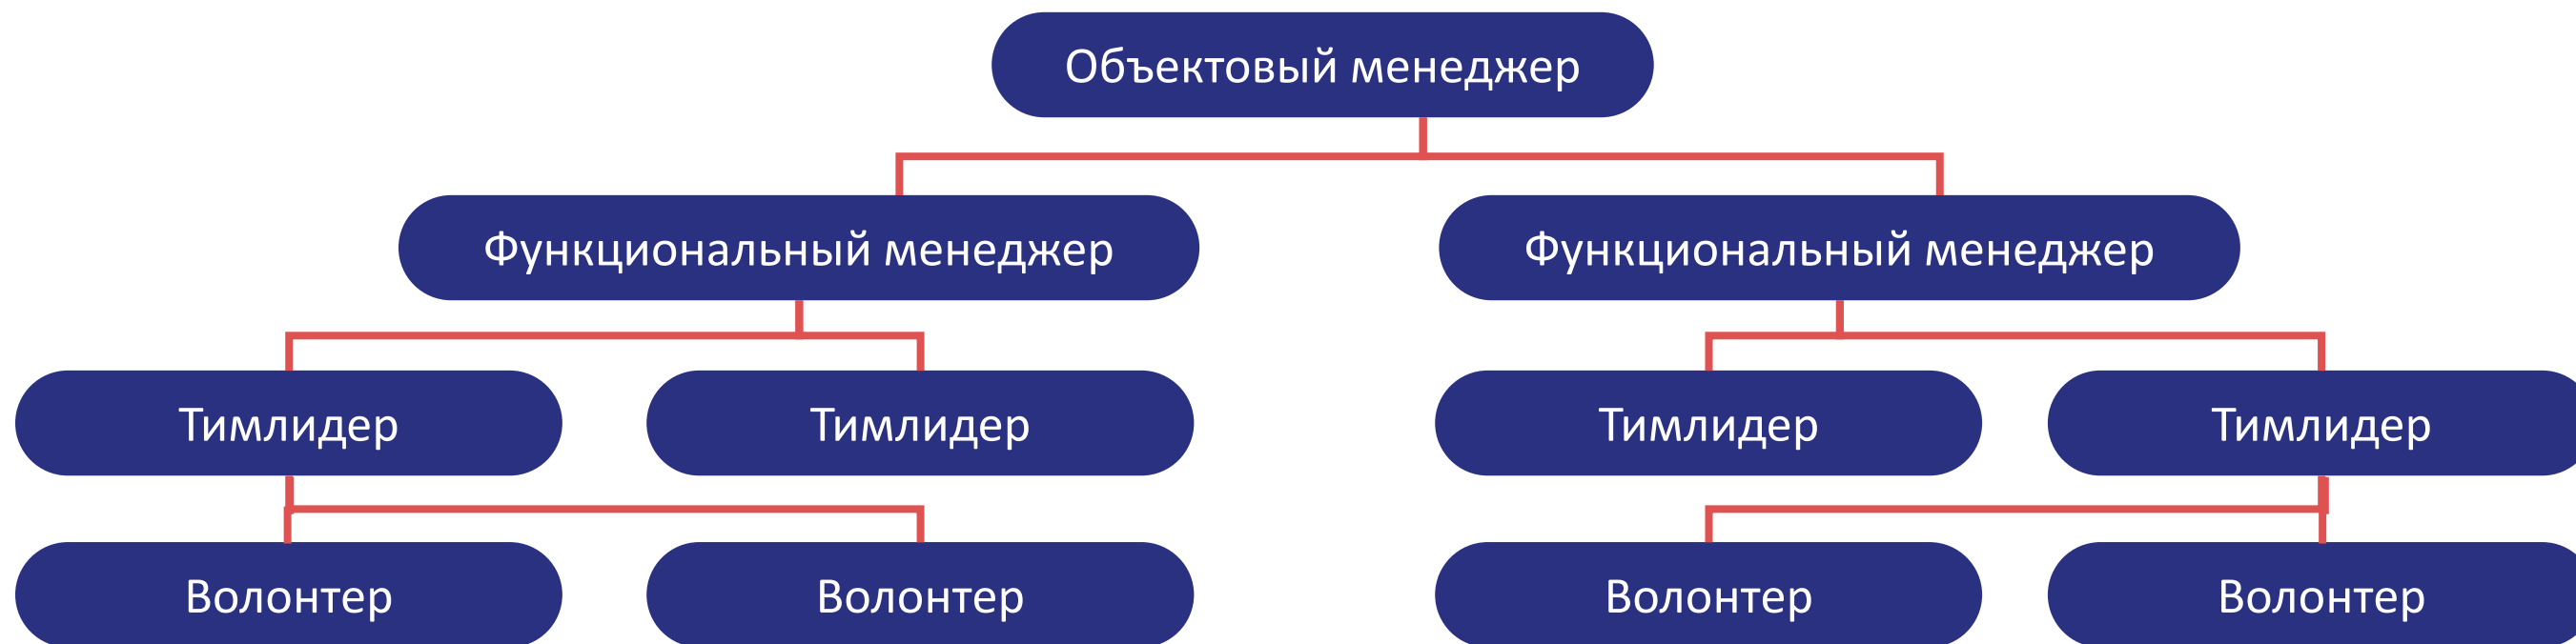 Объектовый менеджер
Функциональный менеджер
Функциональный менеджер
Тимлидер
Тимлидер
Тимлидер
Тимлидер
Волонтер
Волонтер
Волонтер
Волонтер